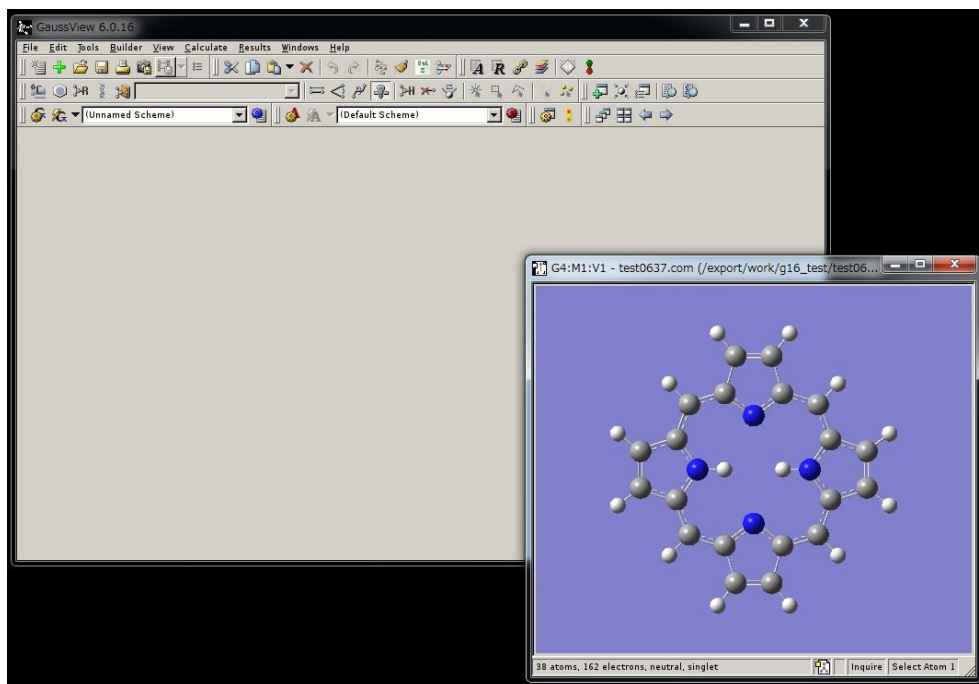 GaussView 6.0.16
File Edit Tools Builder View Calculate Results Windows Help
(Unnamed Scheme) (Default Scheme)
G4:M1:V1 - test0637.com (/export/work/g16_test/test06...
38 atoms, 162 electrons, neutral, singlet Inquire Select Atom 1